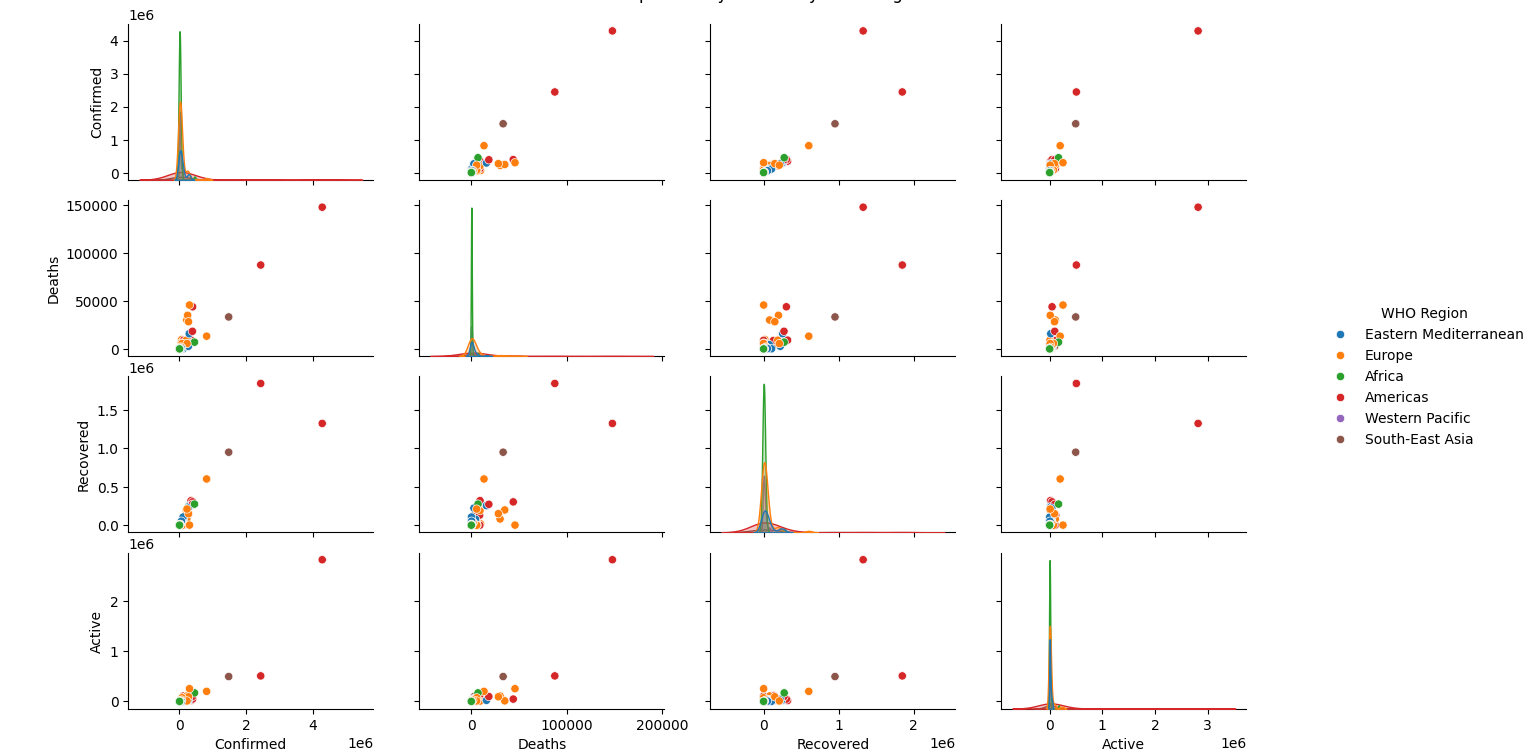 1e6
4
3
2
1
0
Confirmed
150000
100000
50000
0
Deaths
1e6
1.5
1.0
0.5
0.0
Recovered
1e6
2
1
0
Active
0 2 4
1e6
Confirmed
0 100000 200000
Deaths
0 1 2
1e6
Recovered
0 1 2 3
1e6
Active
WHO Region
Eastern Mediterranean
Europe
Africa
Americas
Western Pacific
South-East Asia